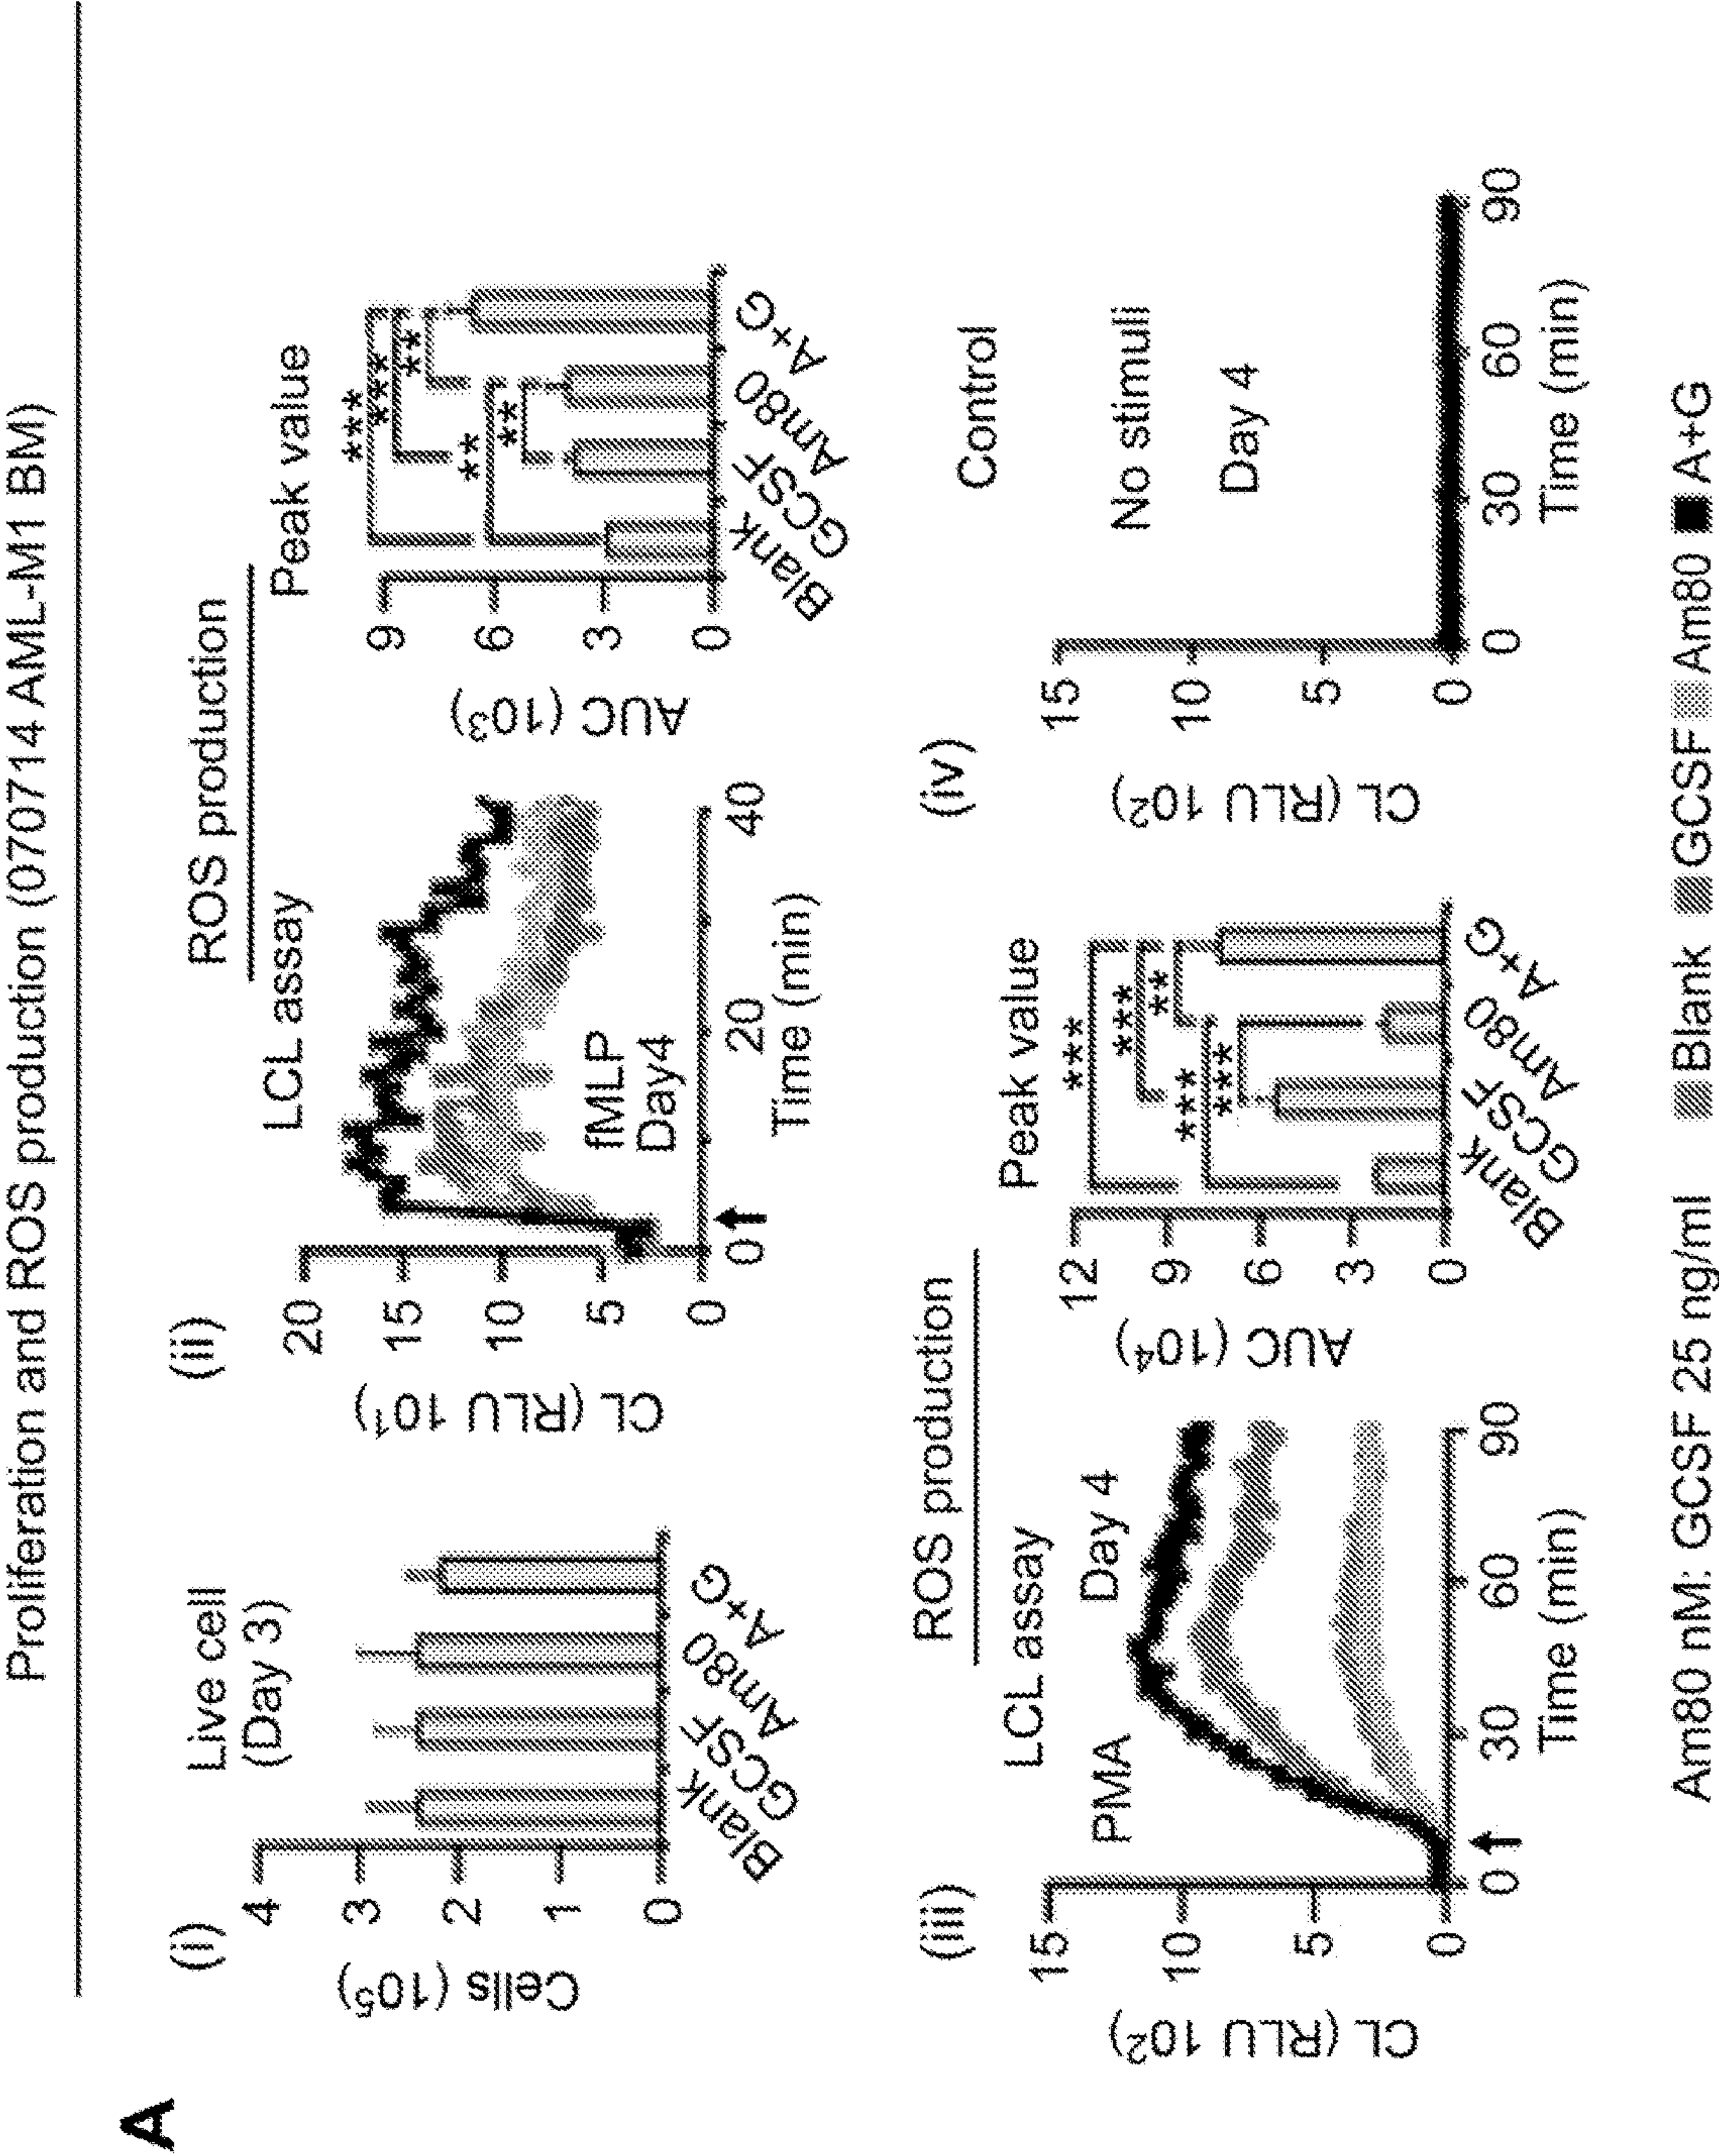 Proliferation and ROS production (070714 AML-M1 BM)
A
(i)
Live cell
(Day 3)
Cells (10⁵)
4
3
2
1
0
Blank
GCSF
Am80
A+G
(ii)
ROS production
LCL assay
CL (RLU 10¹)
20
15
10
5
0
fMLP
Day4
0
20
40
Time (min)
Peak value
AUC (10³)
9
6
3
0
***
***
**
**
**
Blank
GCSF
Am80
A+G
(iii)
ROS production
LCL assay
PMA
Day 4
CL (RLU 10²)
15
10
5
0
0
30
60
90
Time (min)
Peak value
AUC (10⁴)
12
9
6
3
0
***
***
**
***
***
Blank
GCSF
Am80
A+G
(iv)
Control
No stimuli
Day 4
CL (RLU 10²)
15
10
5
0
0
30
60
90
Time (min)
Am80 nM: GCSF 25 ng/ml Blank GCSF Am80 A+G